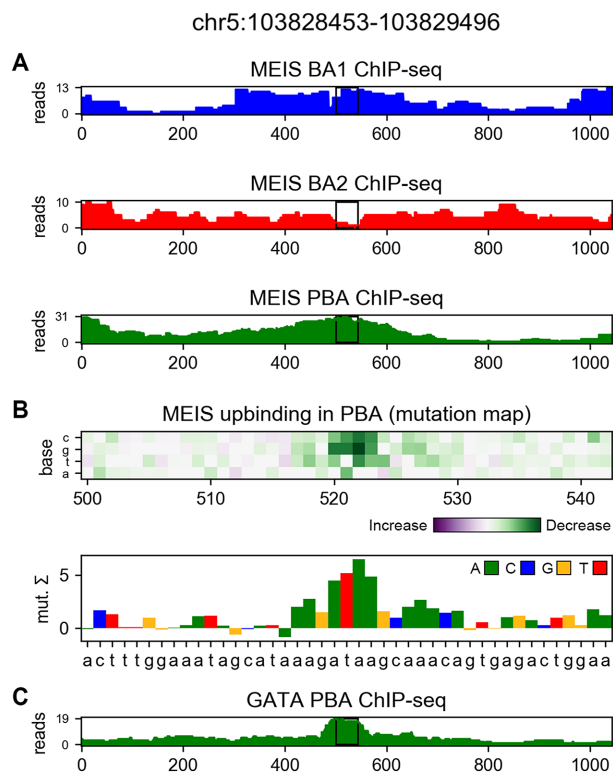 chr5:103828453-103829496
A
MEIS BA1 ChIP-seq
reads
13
0
0 200 400 600 800 1000
MEIS BA2 ChIP-seq
reads
10
0
0 200 400 600 800 1000
MEIS PBA ChIP-seq
reads
31
0
0 200 400 600 800 1000
B
MEIS upbinding in PBA (mutation map)
base
c
g
t
a
500 510 520 530 540
Increase Decrease
mut. Σ
5
0
A C G T
a c t t t g g a a a t a g c a t a a a g a t a a g c a a a c a g t g a g a c t g g a a
C
GATA PBA ChIP-seq
reads
19
0
0 200 400 600 800 1000